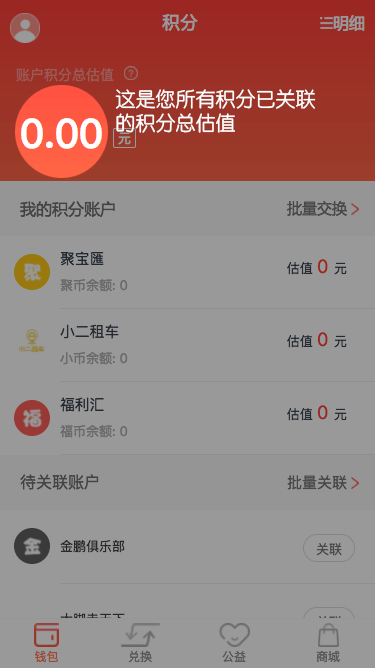 积分
明细
账户积分总估值 ?
这是您所有积分已关联
的积分总估值
0.00
元
我的积分账户
批量交换
聚
聚宝匯
聚币余额: 0
估值 0 元
小二租车
小二租车
小币余额: 0
估值 0 元
福
福利汇
福币余额: 0
估值 0 元
待关联账户
批量关联
金
金鹏俱乐部
关联
钱包
兑换
公益
商城